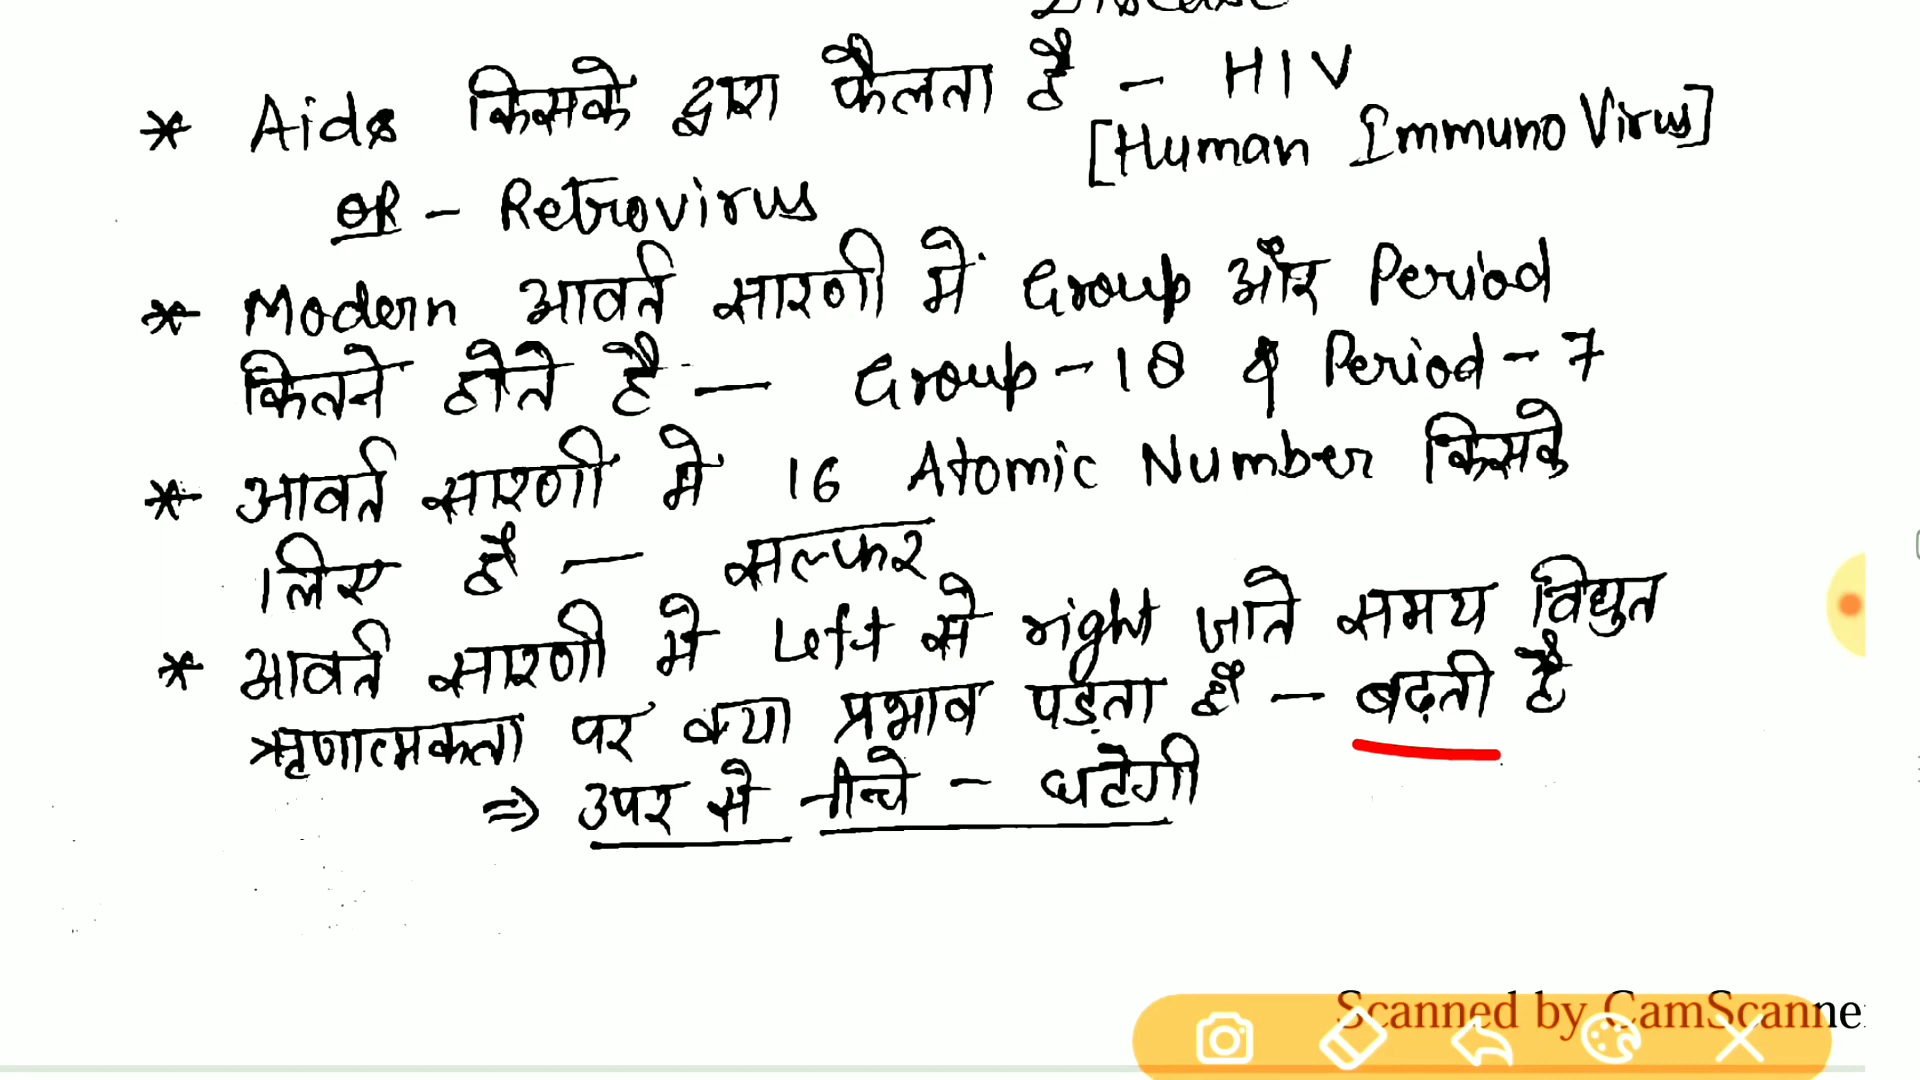 * Aids किसके द्वारा फैलता है - HIV
[Human Immuno Virus]
OR - Retrovirus
* Modern आवर्त सारणी में Group और Period
कितने होते है - Group - 18 & Period - 7
* आवर्त सारणी मे 16 Atomic Number किसके
लिए है - सल्फर
* आवर्त सारणी मे Left से right जाते समय विद्युत
ऋणात्मकता पर क्या प्रभाव पड़ता है - बढ़ती है
⇒ उपर से नीचे - घटेगी
Scanned by CamScanne